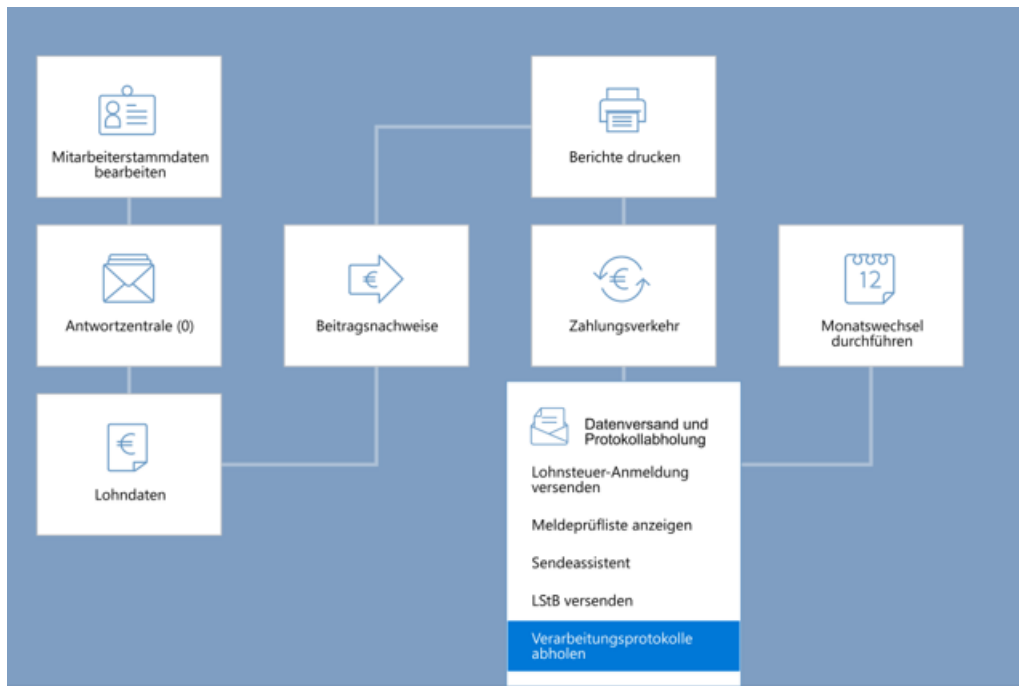 Mitarbeiterstammdaten
bearbeiten
Antwortzentrale (0)
€
Lohndaten
€
Beitragsnachweise
Berichte drucken
€
Zahlungsverkehr
Datenversand und
Protokollabholung
Lohnsteuer-Anmeldung
versenden
Meldeprüfliste anzeigen
Sendeassistent
LStB versenden
Verarbeitungsprotokolle
abholen
12
Monatswechsel
durchführen